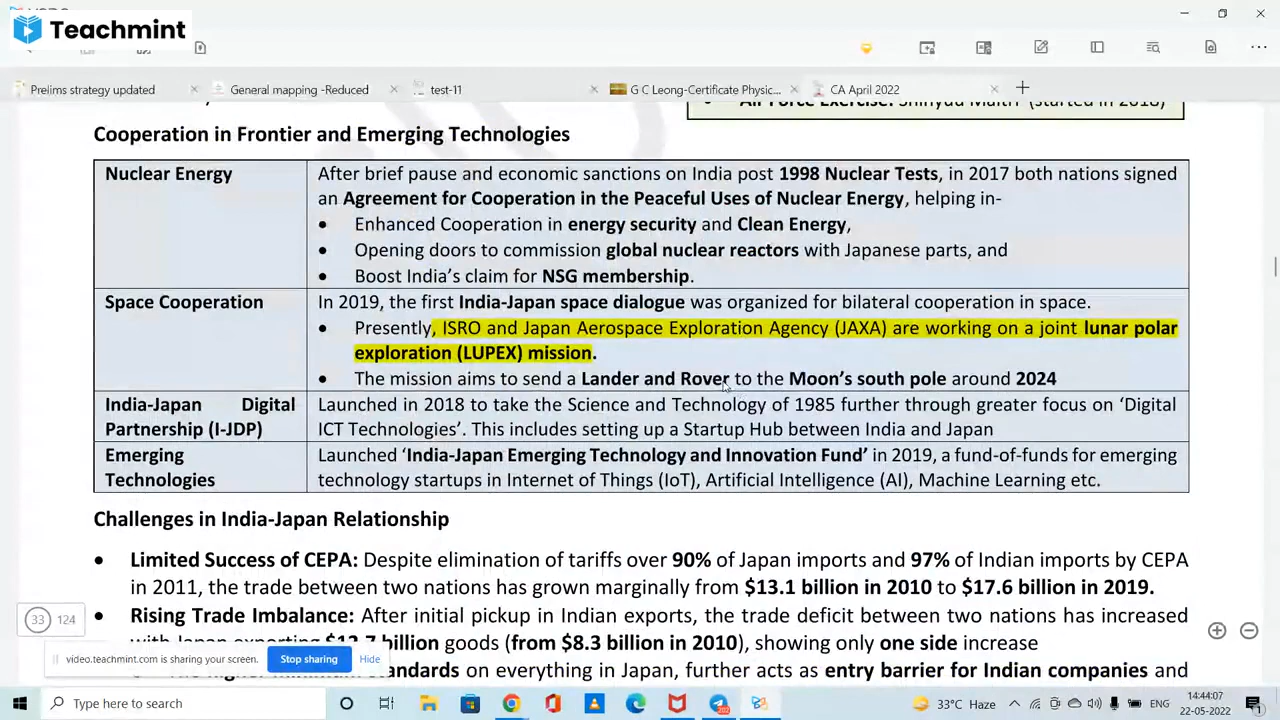 Teachmint
Prelims strategy updated
General mapping -Reduced
test-11
G C Leong-Certificate Physic...
CA April 2022
Air Force Exercise: Shinyuu Maitri (started in 2018)
Cooperation in Frontier and Emerging Technologies
Nuclear Energy
After brief pause and economic sanctions on India post 1998 Nuclear Tests, in 2017 both nations signed
an Agreement for Cooperation in the Peaceful Uses of Nuclear Energy, helping in-
• Enhanced Cooperation in energy security and Clean Energy,
• Opening doors to commission global nuclear reactors with Japanese parts, and
• Boost India's claim for NSG membership.
Space Cooperation
In 2019, the first India-Japan space dialogue was organized for bilateral cooperation in space.
• Presently, ISRO and Japan Aerospace Exploration Agency (JAXA) are working on a joint lunar polar
exploration (LUPEX) mission.
• The mission aims to send a Lander and Rover to the Moon's south pole around 2024
India-Japan Digital
Partnership (I-JDP)
Launched in 2018 to take the Science and Technology of 1985 further through greater focus on 'Digital
ICT Technologies'. This includes setting up a Startup Hub between India and Japan
Emerging
Technologies
Launched 'India-Japan Emerging Technology and Innovation Fund' in 2019, a fund-of-funds for emerging
technology startups in Internet of Things (IoT), Artificial Intelligence (AI), Machine Learning etc.
Challenges in India-Japan Relationship
• Limited Success of CEPA: Despite elimination of tariffs over 90% of Japan imports and 97% of Indian imports by CEPA
in 2011, the trade between two nations has grown marginally from $13.1 billion in 2010 to $17.6 billion in 2019.
• Rising Trade Imbalance: After initial pickup in Indian exports, the trade deficit between two nations has increased
with Japan exporting $12.7 billion goods (from $8.3 billion in 2010), showing only one side increase
standards on everything in Japan, further acts as entry barrier for Indian companies and
33 124
video.teachmint.com is sharing your screen.
Stop sharing
Hide
Type here to search
33°C Haze
ENG
14:44:07
22-05-2022